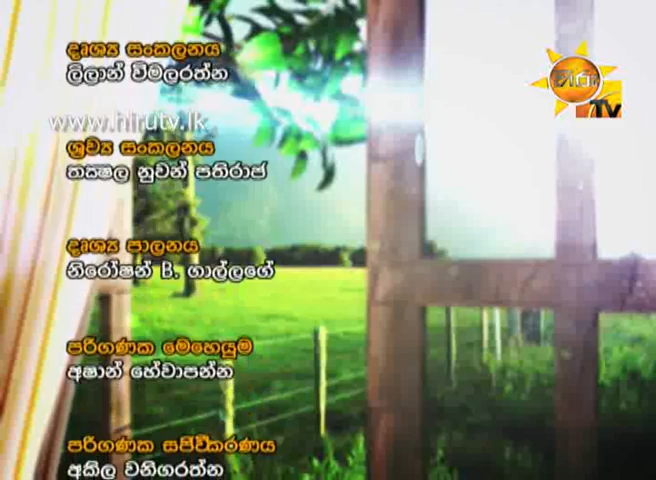 දෘශ්‍ය සංකලනය
ලිලාන් විමලරත්න
www.hirutv.lk
ශ්‍රව්‍ය සංකලනය
තක්‍ෂල නුවන් පතිරාජ
දෘශ්‍ය පාලනය
නිරෝෂන් B. ගාල්ලගේ
පරිගණක මෙහෙයුම
අෂාන් හේවාපන්න
පරිගණක සජිවීකරණය
අකිල වනිගරත්න
හිරු
TV